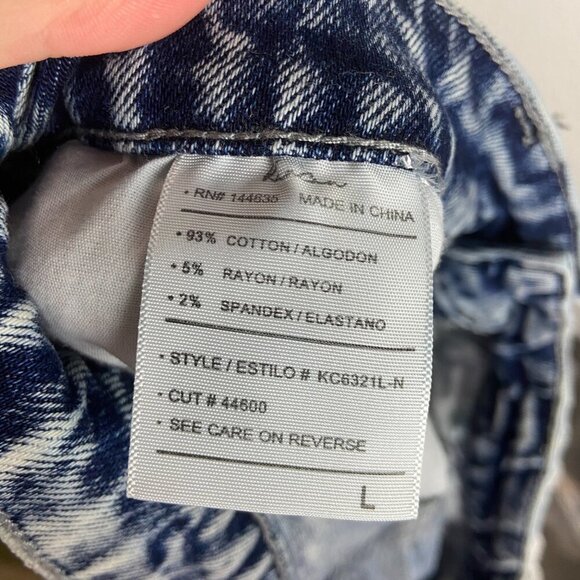 • RN# 144635 MADE IN CHINA
• 93% COTTON / ALGODON
• 5% RAYON / RAYON
• 2% SPANDEX / ELASTANO
• STYLE / ESTILO # KC6321L-N
• CUT # 44600
• SEE CARE ON REVERSE
L